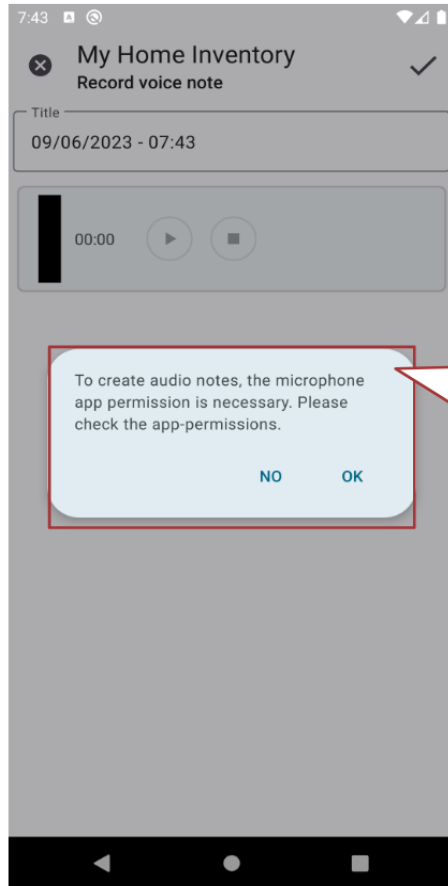 7:43
My Home Inventory
Record voice note
Title
09/06/2023 - 07:43
00:00
To create audio notes, the microphone
app permission is necessary. Please
check the app-permissions.
NO OK